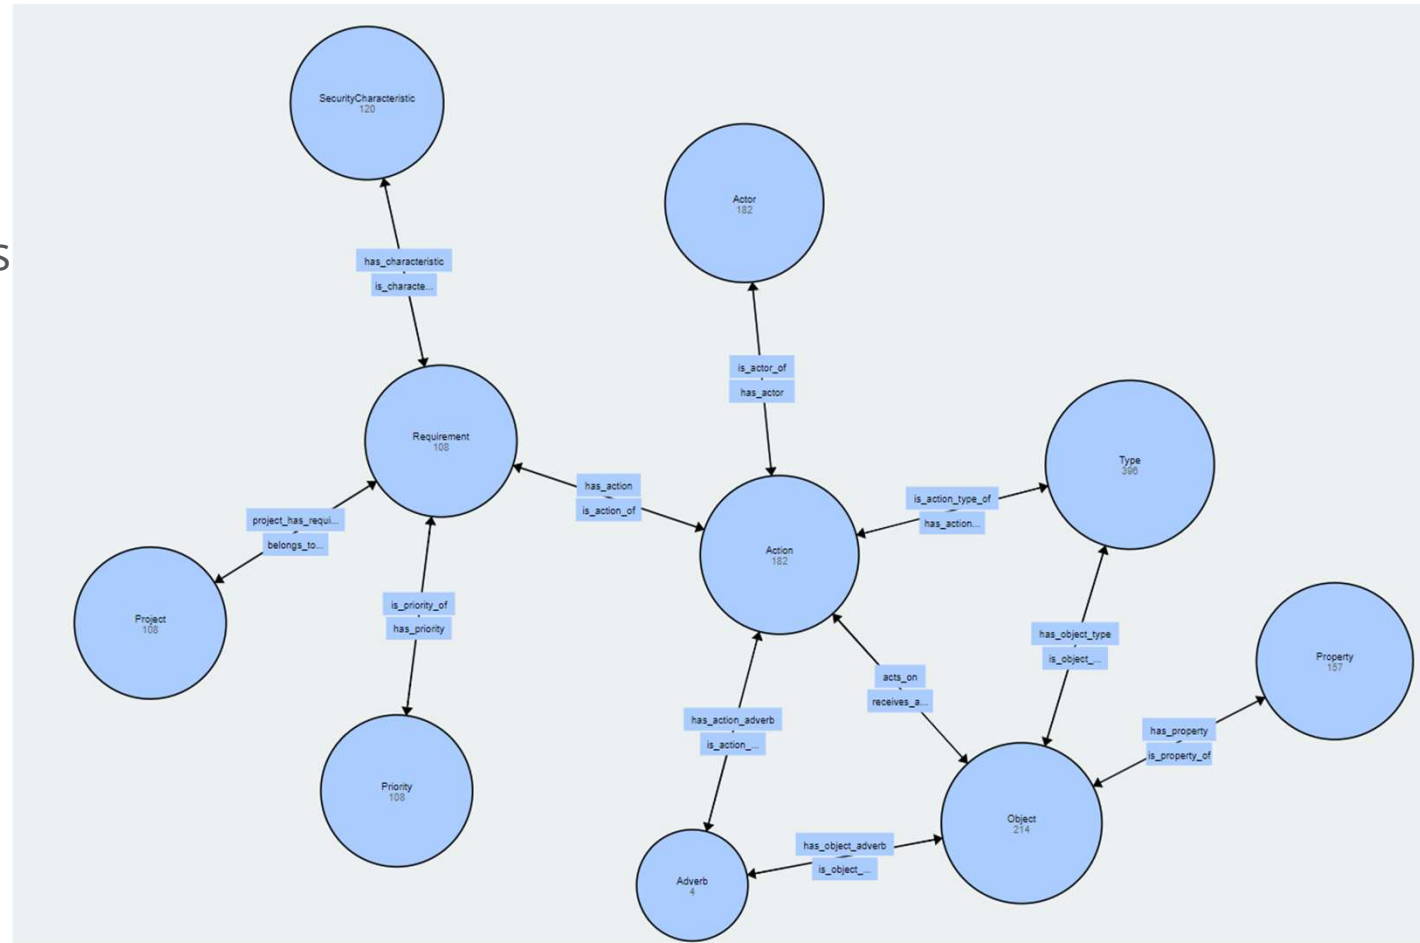 SecurityCharacteristic
120
Actor
182
s
has_characteristic
is_characte...
is_actor_of
has_actor
Requirement
108
Type
396
has_action
is_action_of
is_action_type_of
has_action...
project_has_requi...
belongs_to...
Action
182
is_priority_of
has_priority
Project
108
has_object_type
is_object_...
Property
157
acts_on
receives_a...
has_action_adverb
is_action_...
has_property
is_property_of
Priority
108
Object
214
has_object_adverb
is_object_...
Adverb
4